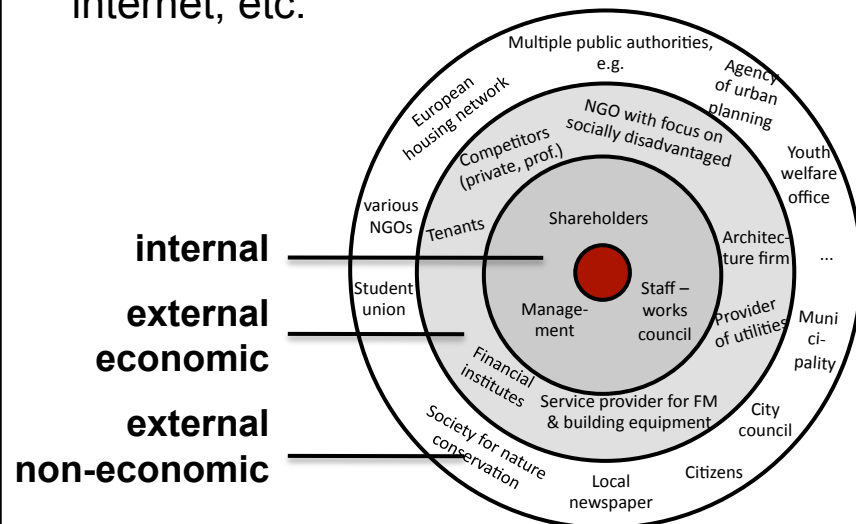 internet, etc.
Multiple public authorities,
e.g.
Agency
of urban
planning
European
housing network
NGO with focus on
socially disadvantaged
Competitors
(private, prof.)
Youth
welfare
office
various
NGOs
Tenants
Shareholders
Architec-
ture firm
...
internal
Student
union
Manage-
ment
Staff –
works
council
Provider
of utilities
Muni
ci-
pality
external
economic
Financial
institutes
Service provider for FM
& building equipment
City
council
external
non-economic
Society for nature
conservation
Local
newspaper
Citizens